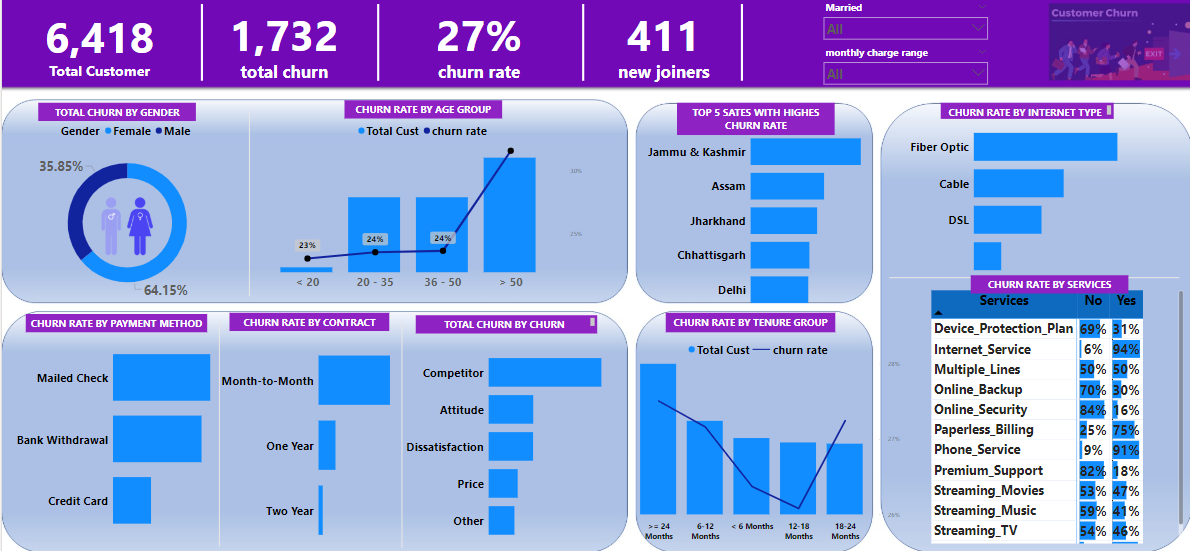 6,418
Total Customer
1,732
total churn
27%
churn rate
411
new joiners
Married
All
monthly charge range
All
Customer Churn
EXIT
TOTAL CHURN BY GENDER
Gender Female Male
35.85%
64.15%
CHURN RATE BY AGE GROUP
Total Cust churn rate
30%
25%
23%
24%
24%
< 20
20 - 35
36 - 50
> 50
TOP 5 SATES WITH HIGHES
CHURN RATE
Jammu & Kashmir
Assam
Jharkhand
Chhattisgarh
Delhi
CHURN RATE BY INTERNET TYPE
Fiber Optic
Cable
DSL
CHURN RATE BY SERVICES
Services No Yes
Device_Protection_Plan 69% 31%
Internet_Service 6% 94%
Multiple_Lines 50% 50%
Online_Backup 70% 30%
Online_Security 84% 16%
Paperless_Billing 25% 75%
Phone_Service 9% 91%
Premium_Support 82% 18%
Streaming_Movies 53% 47%
Streaming_Music 59% 41%
Streaming_TV 54% 46%
CHURN RATE BY PAYMENT METHOD
Mailed Check
Bank Withdrawal
Credit Card
CHURN RATE BY CONTRACT
Month-to-Month
One Year
Two Year
TOTAL CHURN BY CHURN
Competitor
Attitude
Dissatisfaction
Price
Other
CHURN RATE BY TENURE GROUP
Total Cust churn rate
28%
27%
26%
>= 24
Months
6-12
Months
< 6 Months
12-18
Months
18-24
Months